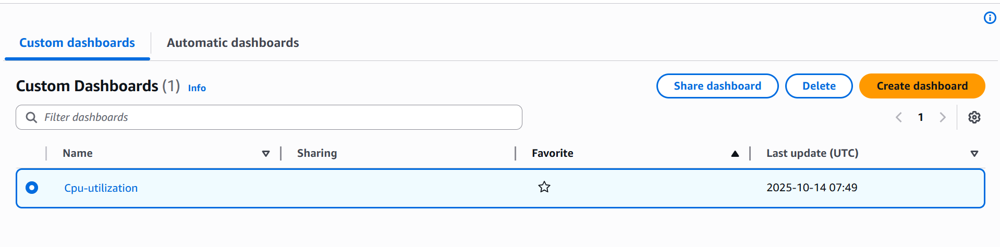 Custom dashboards Automatic dashboards
Custom Dashboards (1) Info Share dashboard Delete Create dashboard
Filter dashboards 1
Name Sharing Favorite Last update (UTC)
Cpu-utilization 2025-10-14 07:49